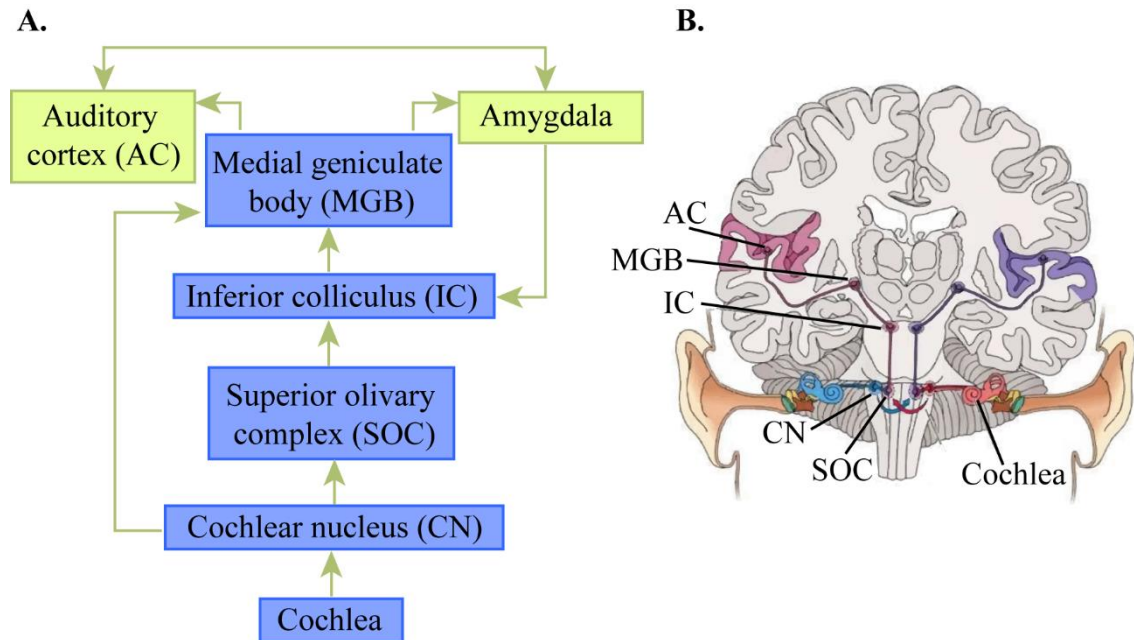 A.
Auditory
cortex (AC)
Amygdala
Medial geniculate
body (MGB)
Inferior colliculus (IC)
Superior olivary
complex (SOC)
Cochlear nucleus (CN)
Cochlea
B.
AC
MGB
IC
CN
SOC
Cochlea